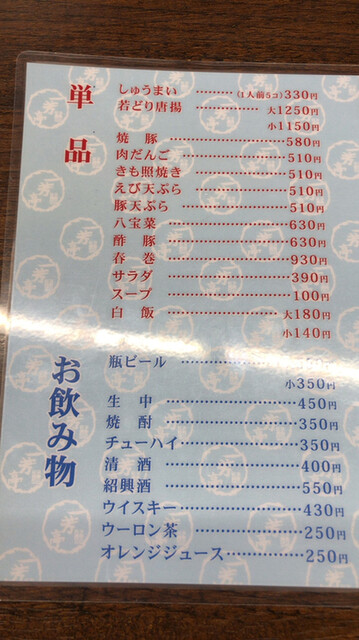 単品
しゅうまい (1人前5コ) 330円
若どり唐揚 大1250円
小1150円
焼豚 580円
肉だんご 510円
きも照焼き 510円
えび天ぷら 510円
豚天ぷら 510円
八宝菜 630円
酢豚 630円
春巻 930円
サラダ 390円
スープ 100円
白飯 大180円
小140円
お飲み物
瓶ビール
小350円
生中 450円
焼酎 350円
チューハイ 350円
清酒 400円
紹興酒 550円
ウイスキー 430円
ウーロン茶 250円
オレンジジュース 250円